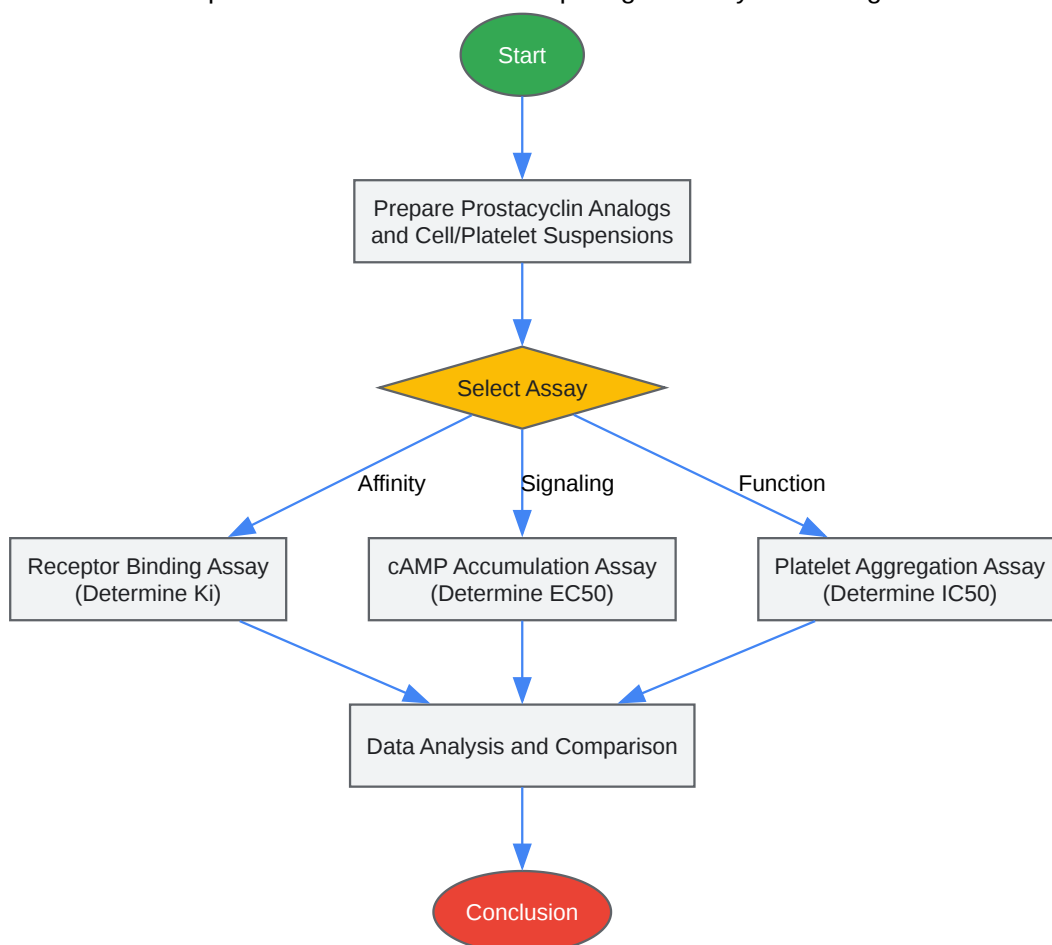 Start
Prepare Prostacyclin Analogs
and Cell/Platelet Suspensions
Select Assay
Affinity
Signaling
Function
Receptor Binding Assay
(Determine Ki)
cAMP Accumulation Assay
(Determine EC50)
Platelet Aggregation Assay
(Determine IC50)
Data Analysis and Comparison
Conclusion